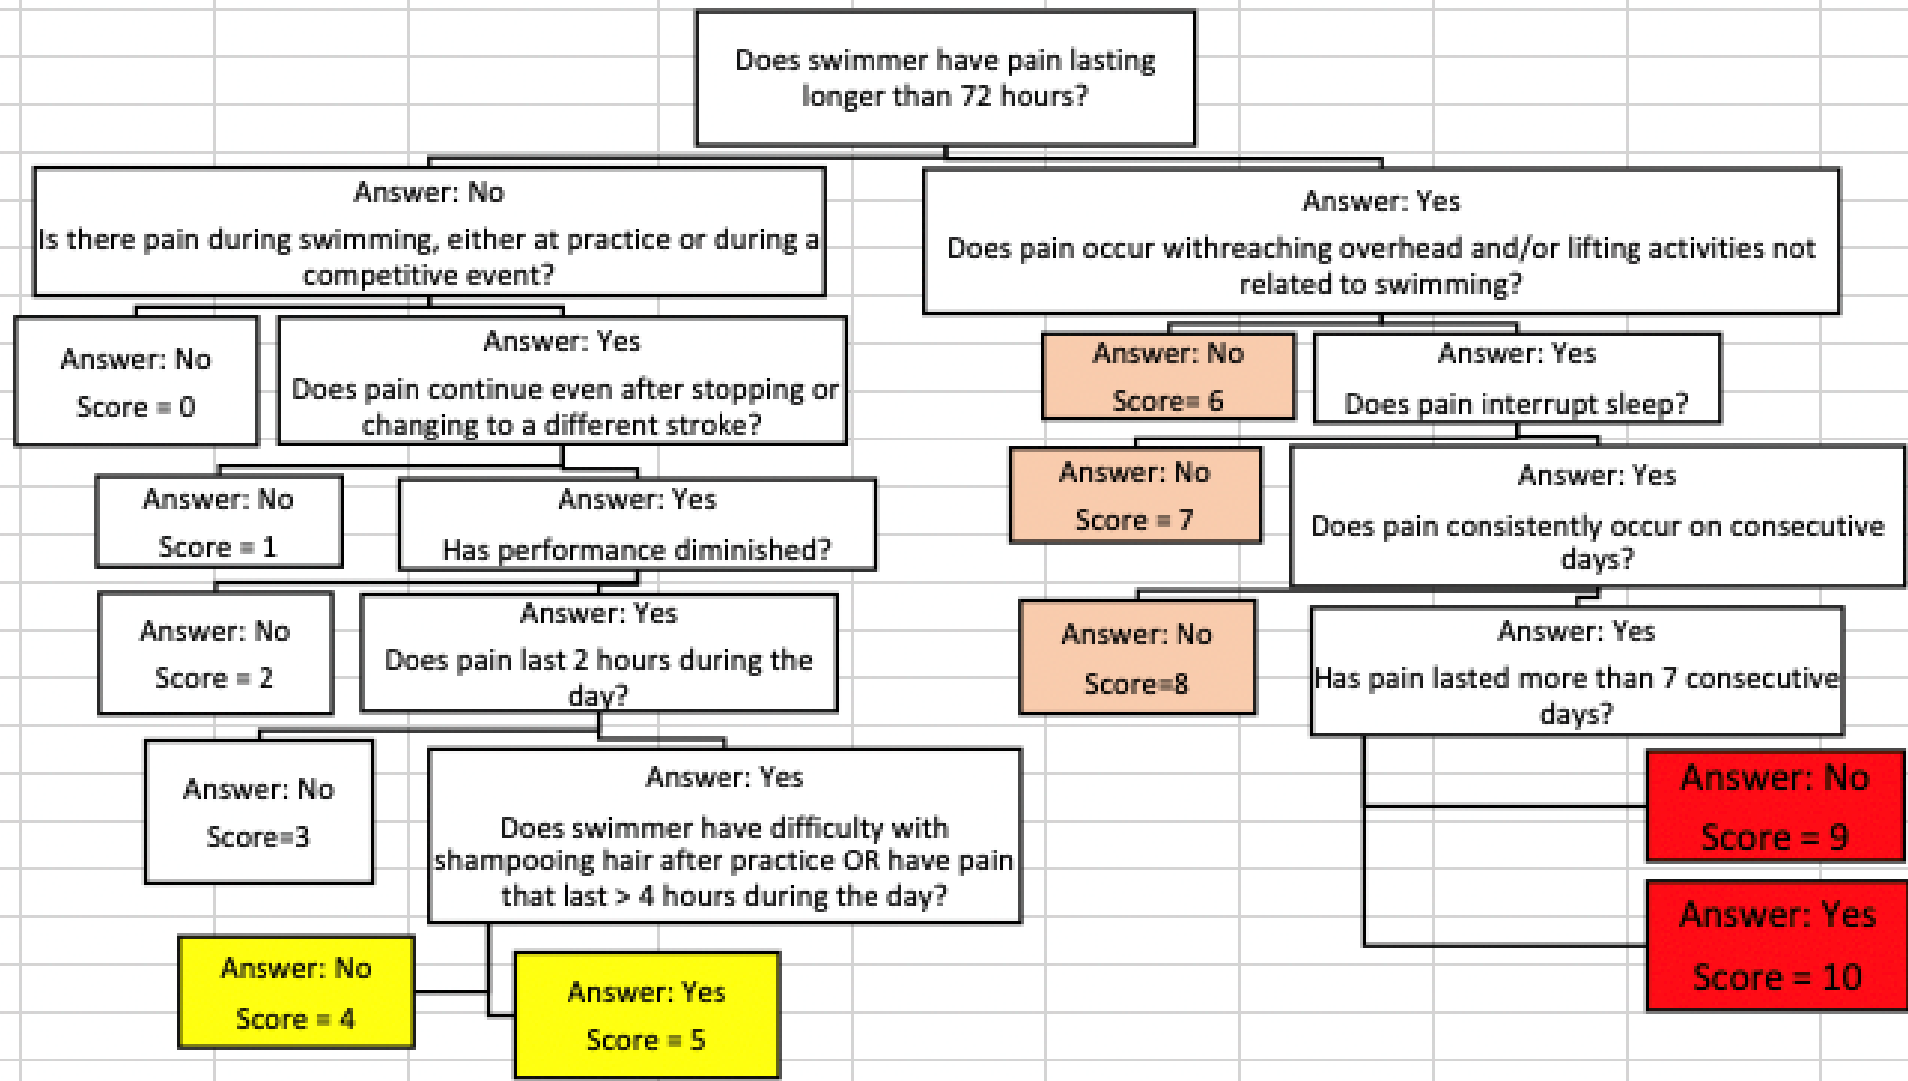 Does swimmer have pain lasting
longer than 72 hours?
Answer: No
Is there pain during swimming, either at practice or during a
competitive event?
Answer: Yes
Does pain occur withreaching overhead and/or lifting activities not
related to swimming?
Answer: No
Score = 0
Answer: Yes
Does pain continue even after stopping or
changing to a different stroke?
Answer: No
Score= 6
Answer: Yes
Does pain interrupt sleep?
Answer: No
Score = 1
Answer: Yes
Has performance diminished?
Answer: No
Score = 7
Answer: Yes
Does pain consistently occur on consecutive
days?
Answer: No
Score = 2
Answer: Yes
Does pain last 2 hours during the
day?
Answer: No
Score=8
Answer: Yes
Has pain lasted more than 7 consecutive
days?
Answer: No
Score=3
Answer: Yes
Does swimmer have difficulty with
shampooing hair after practice OR have pain
that last > 4 hours during the day?
Answer: No
Score = 9
Answer: Yes
Score = 10
Answer: No
Score = 4
Answer: Yes
Score = 5